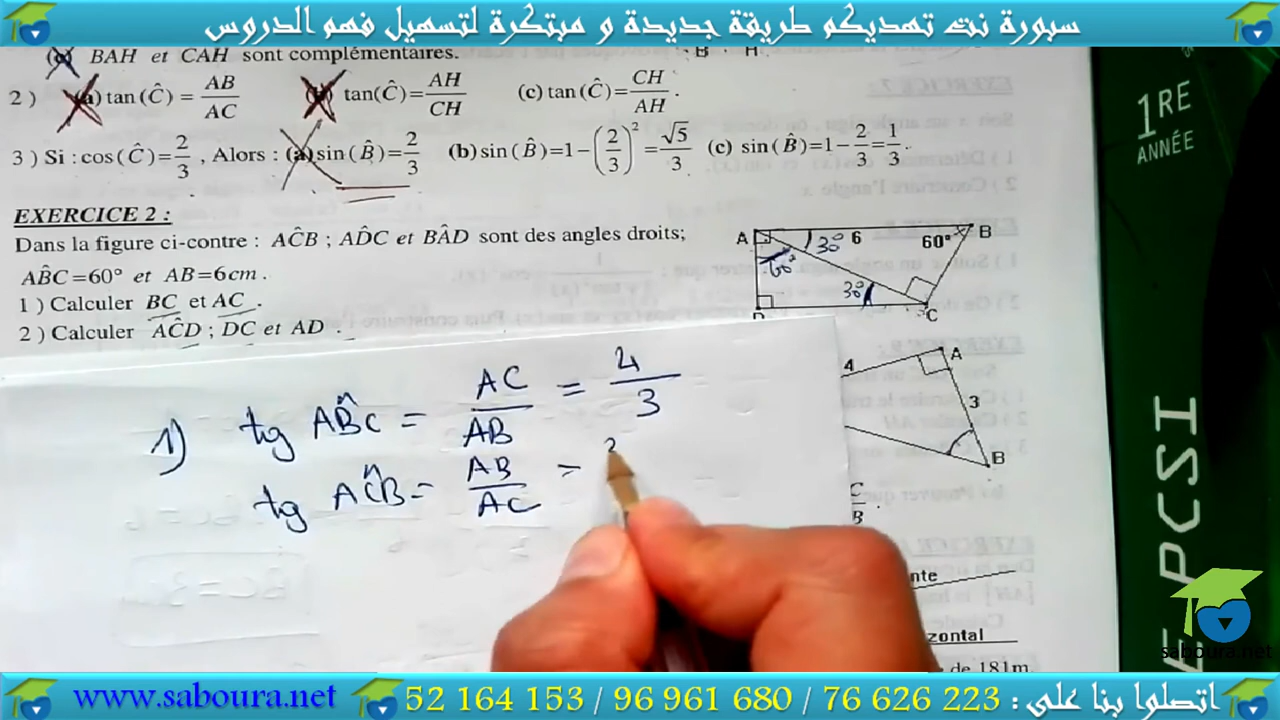 سبورة نت تهديكم طريقة جديدة و مبتكرة لتسهيل فهم الدروس
BAH et CAH sont complémentaires.
B H
2 ) (a) tan(Ĉ) = AB/AC (b) tan(Ĉ)=AH/CH (c) tan(Ĉ)=CH/AH .
3 ) Si : cos(Ĉ)=2/3 , Alors : (a) sin(B̂)=2/3 (b) sin(B̂)=1−(2/3)²=√5/3 (c) sin(B̂)=1−2/3=1/3.
EXERCICE 2 :
Dans la figure ci-contre : AĈB ; AD̂C et BÂD sont des angles droits;
AB̂C=60° et AB=6cm .
1 ) Calculer BC et AC .
2 ) Calculer AĈD ; DC et AD .
A 30° 6 60° B
60° 30°
D C
1) tg AB̂C = AC/AB = 4/3
tg AĈB = AB/AC =
4 A
3
B
C
B .
nte
zontal
de 181m
1RE
ANNÉE
E PCSI
saboura.net
www.saboura.net 52 164 153 / 96 961 680 / 76 626 223 : اتصلوا بنا على